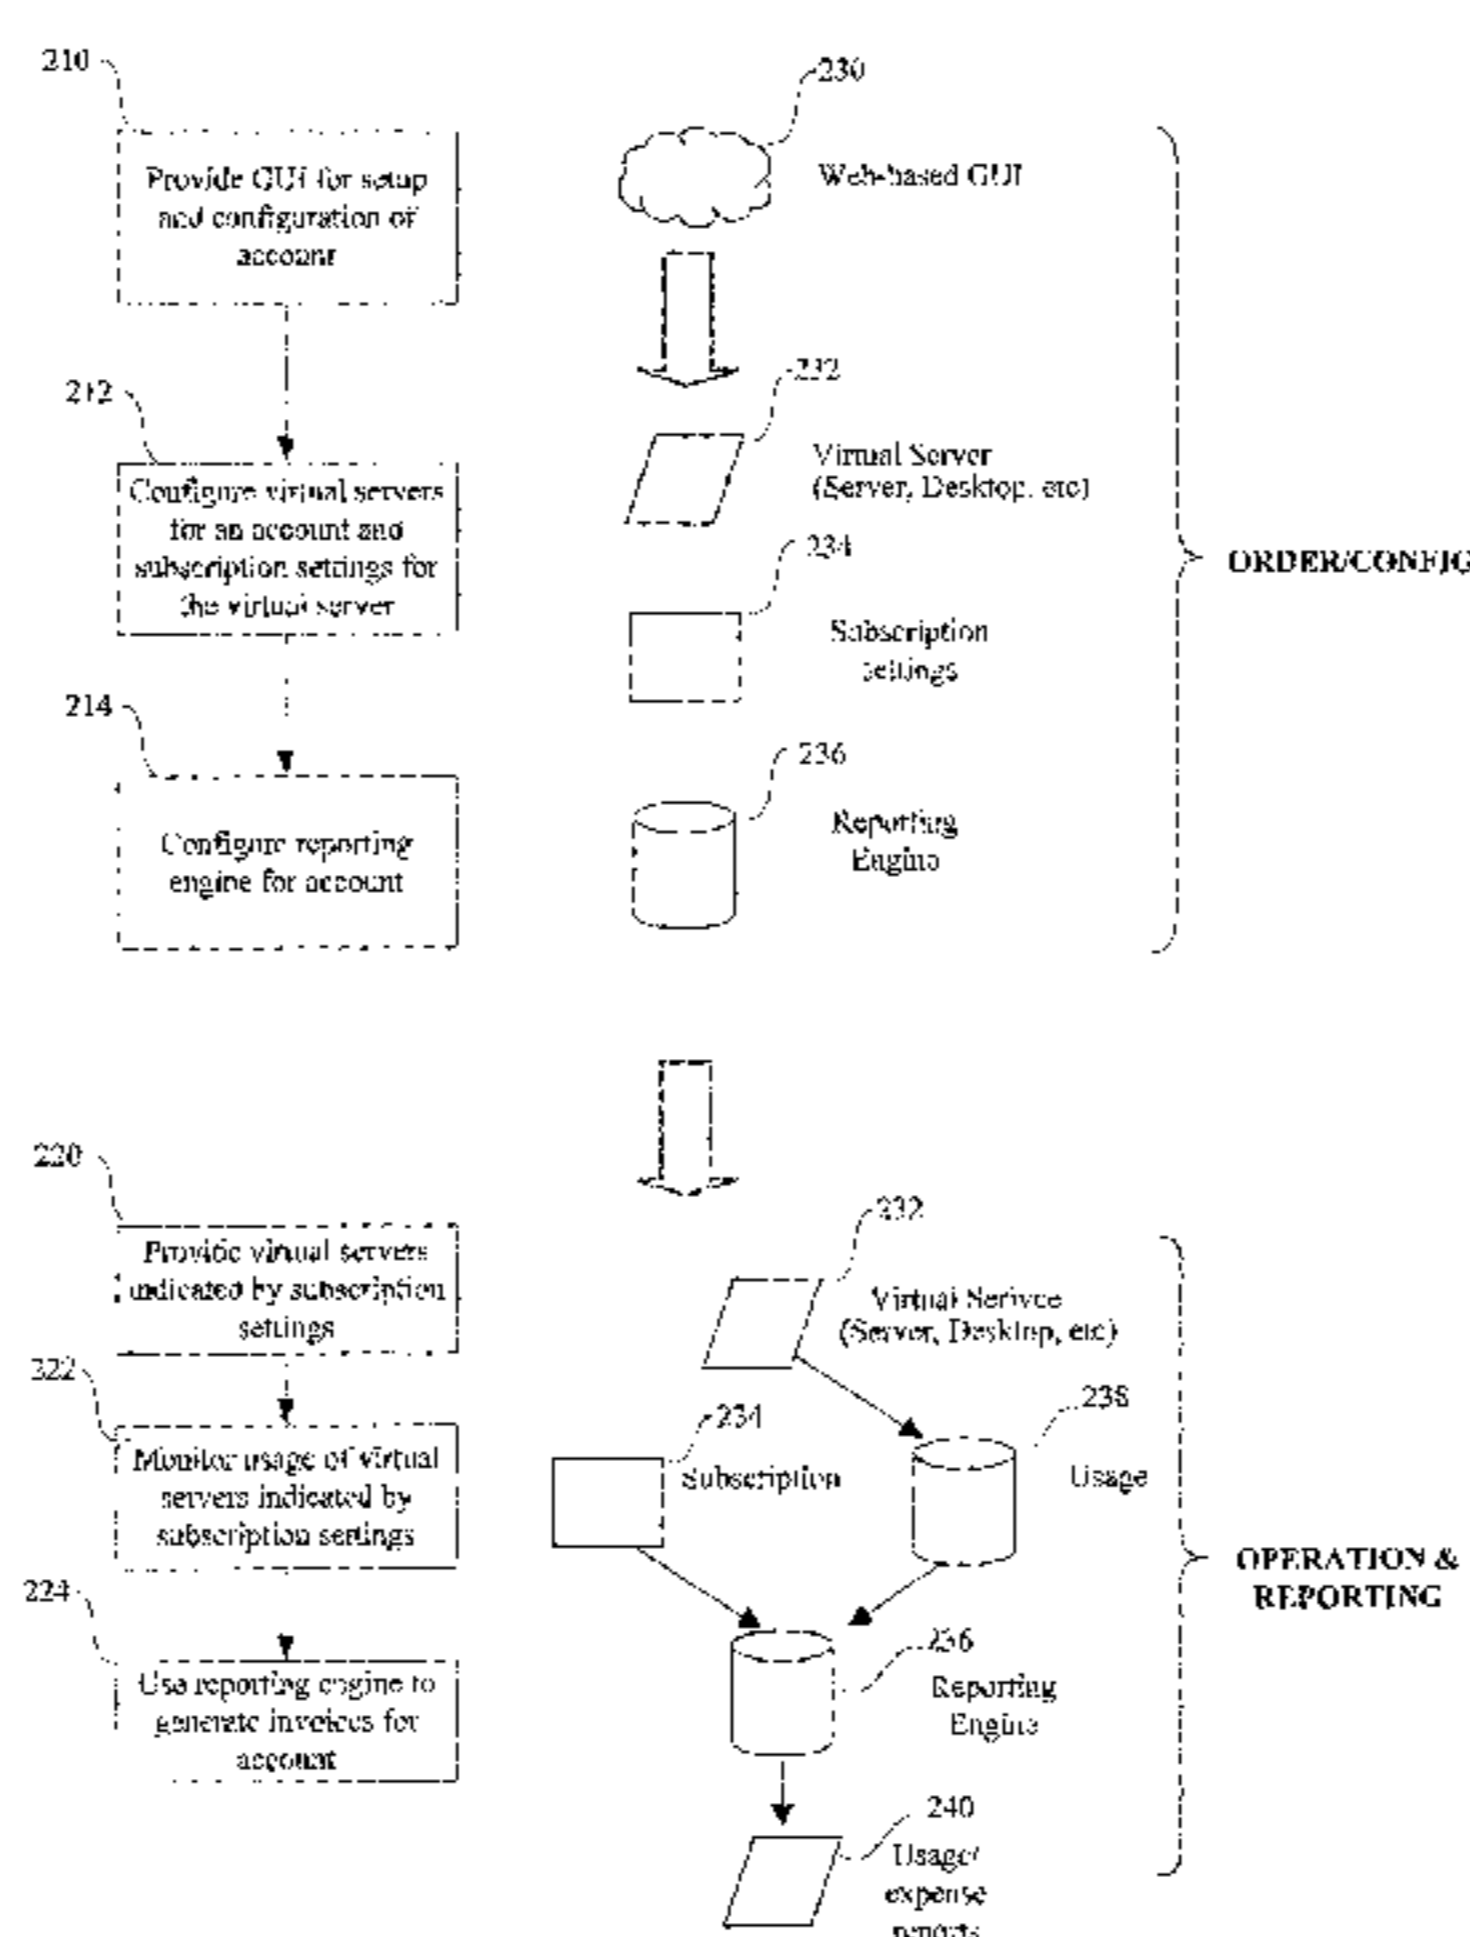 210
Provide GUI for setup
and configuration of
account
212
Configure virtual servers
for an account and
subscription settings for
the virtual server
214
Configure reporting
engine for account
230
Web-based GUI
232
Virtual Server
(Server, Desktop, etc)
234
Subscription
settings
236
Reporting
Engine
ORDER/CONFIG
220
Provide virtual servers
indicated by subscription
settings
222
Monitor usage of virtual
servers indicated by
subscription settings
224
Use reporting engine to
generate invoices for
account
232
Virtual Serivce
(Server, Desktop, etc)
234
Subscription
238
Usage
236
Reporting
Engine
240
Usage/
expense
reports
OPERATION &
REPORTING